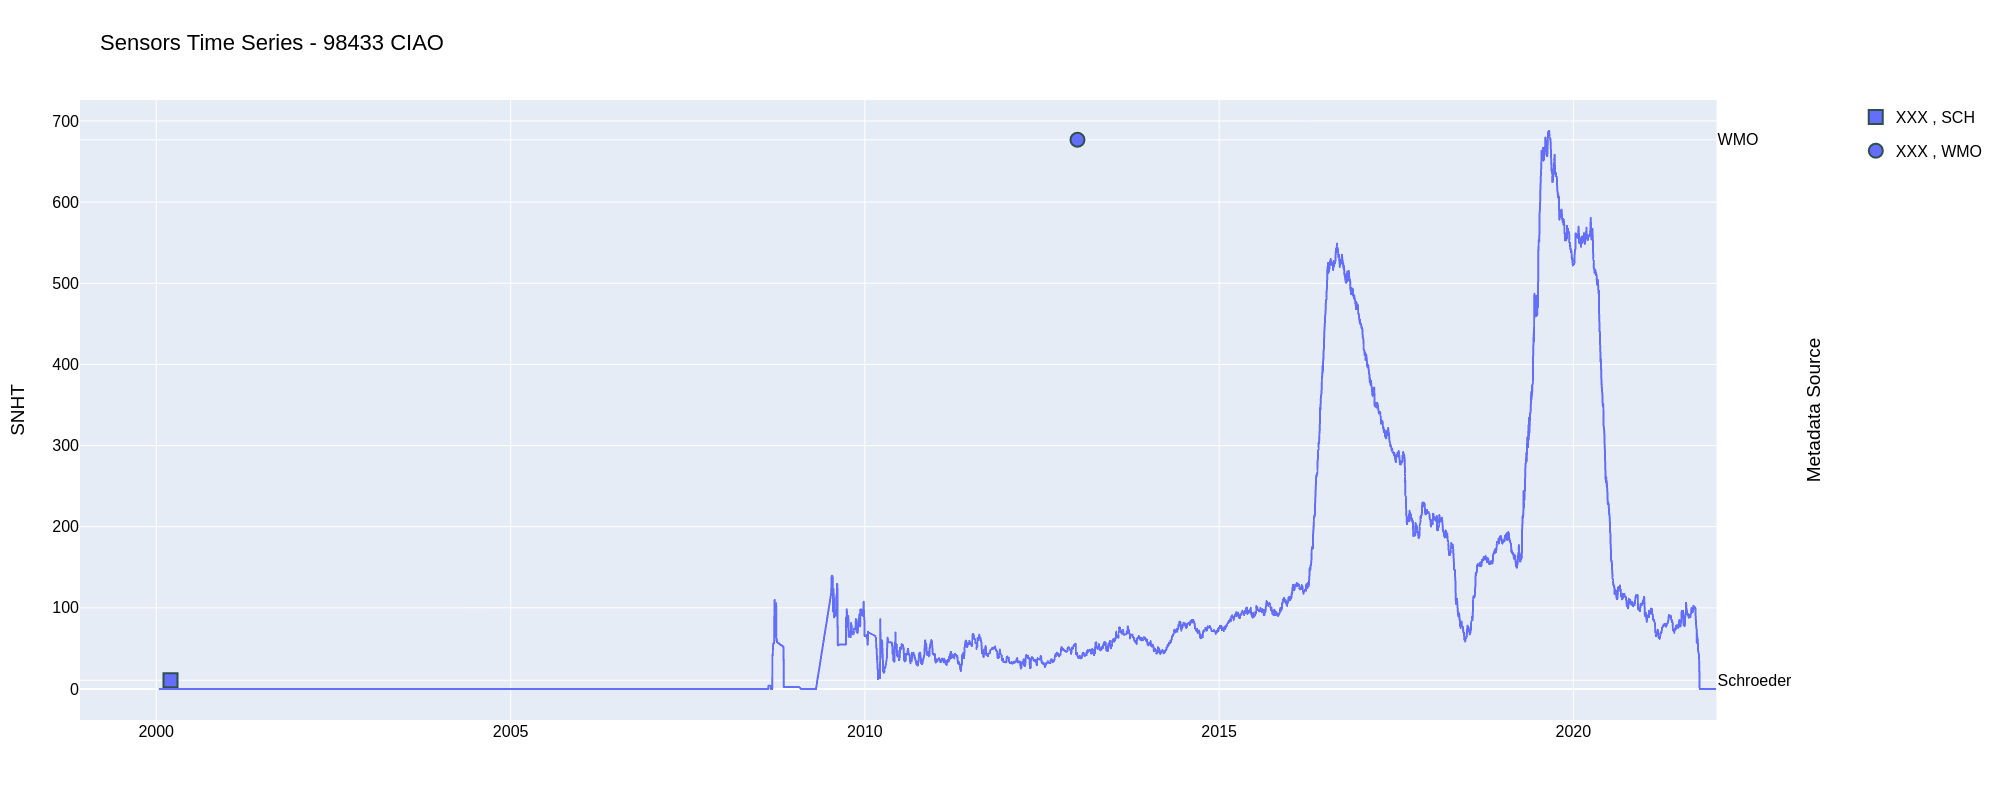 Sensors Time Series - 98433 CIAO
XXX , SCH
XXX , WMO
SNHT
700
600
500
400
300
200
100
0
WMO
Schroeder
Metadata Source
2000
2005
2010
2015
2020